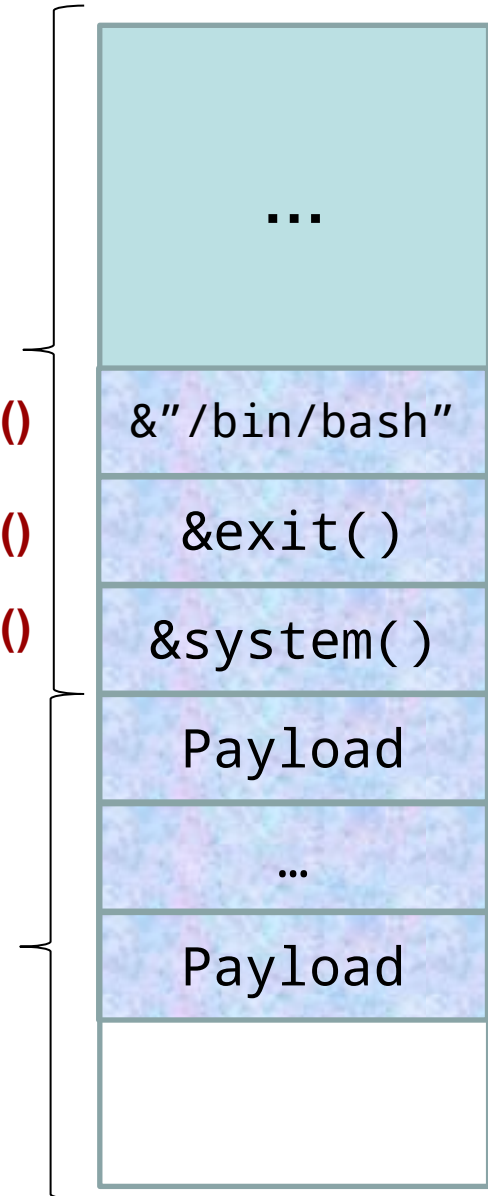 ...
() &”/bin/bash”
() &exit()
() &system()
Payload
…
Payload